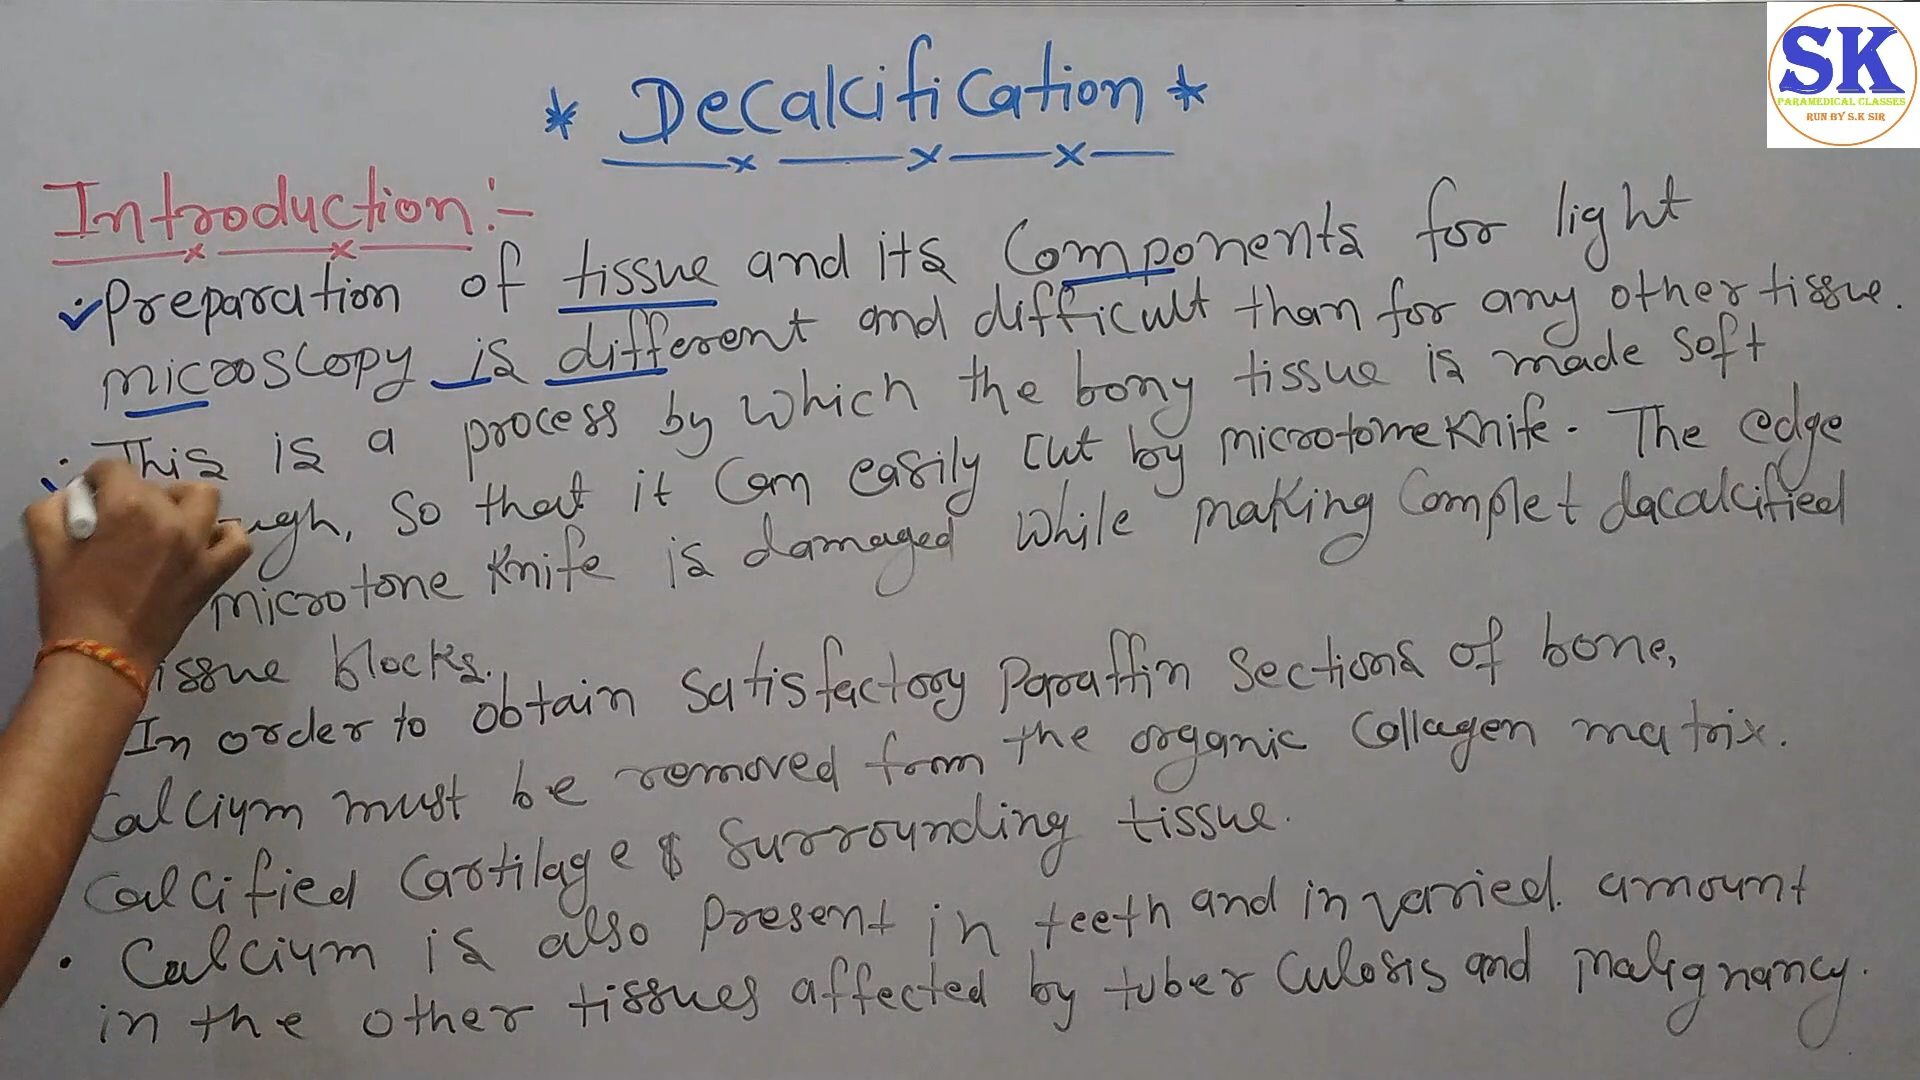 * Decalcification *
SK
PARAMEDICAL CLASSES
RUN BY S.K SIR
Introduction:-
Preparation of tissue and its Components for light
microscopy is different and difficult than for any other tissue.
This is a process by which the bony tissue is made soft
so that it can easily cut by microtome knife. The edge
microtone knife is damaged while making complet dacalcified
issue blocks.
In order to obtain satisfactory Paraffin sections of bone,
Calcium must be removed from the organic collagen matrix.
Calcified Cartilage & surrounding tissue.
• Calcium is also present in teeth and in varied. amount
in the other tissues affected by tuberculosis and malignancy.